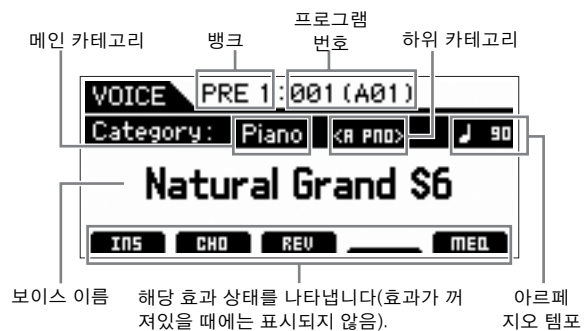 프로그램
번호
메인 카테고리
뱅크
하위 카테고리
VOICE PRE 1:001(A01)
Category: Piano <A PNO> ♩ 90
Natural Grand S6
INS CHO REV MEQ
보이스 이름
해당 효과 상태를 나타냅니다(효과가 꺼
져있을 때에는 표시되지 않음).
아르페
지오 템포